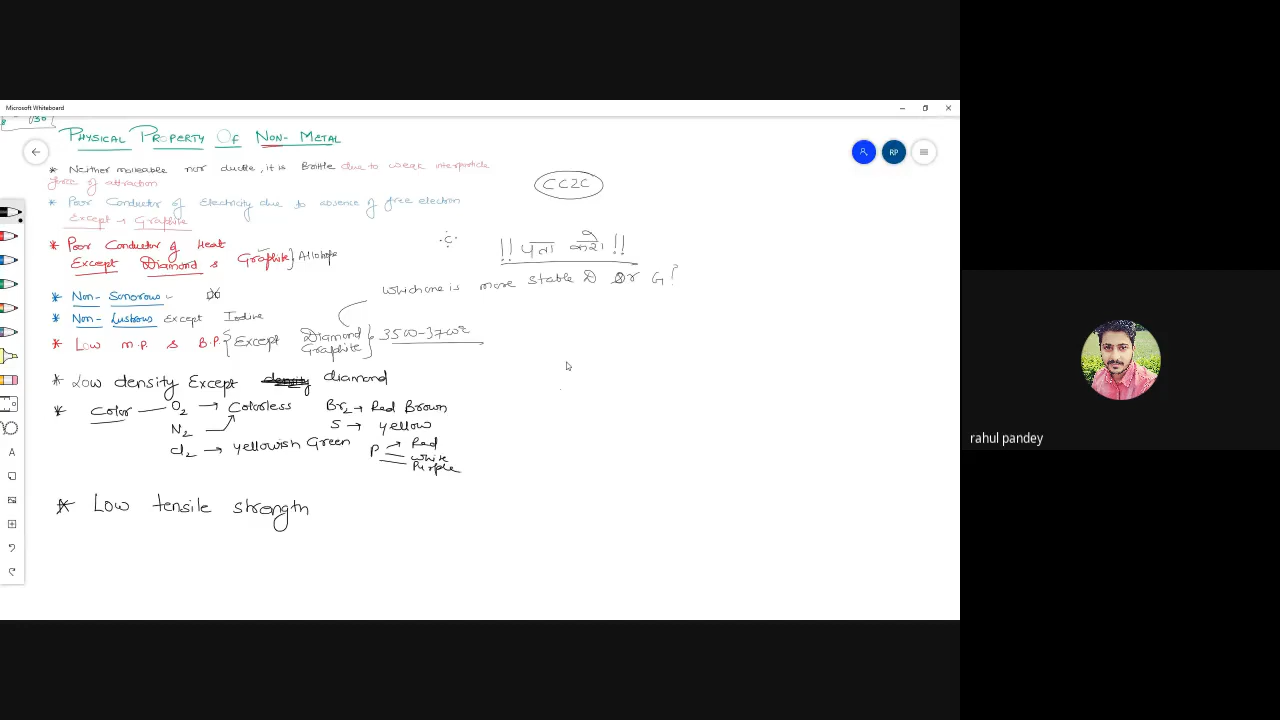 Microsoft Whiteboard
PHYSICAL PROPERTY OF NON-METAL
RP
* Neither malleable nor ductile, it is Brittle due to weak interparticle
force of attraction
CCZC
* Poor Conductor of Electricity due to absence of free electron
Except → Graphite
* Poor Conductor of Heat
Except Diamond & Graphite} Allotrope
C
!! पता करो !!
Which one is more stable D Or G?
* Non-Sonorous
* Non-Lustrous Except Iodine
* Low M.P & B.P. {Except Diamond
Graphite} 3500-3700°C
* Low density Except density diamond
* Color — O2 → Colorless
N2
Cl2 → yellowish Green
Br2 → Red Brown
S → yellow
P → Red
White
Purple
* Low tensile strength
A
rahul pandey